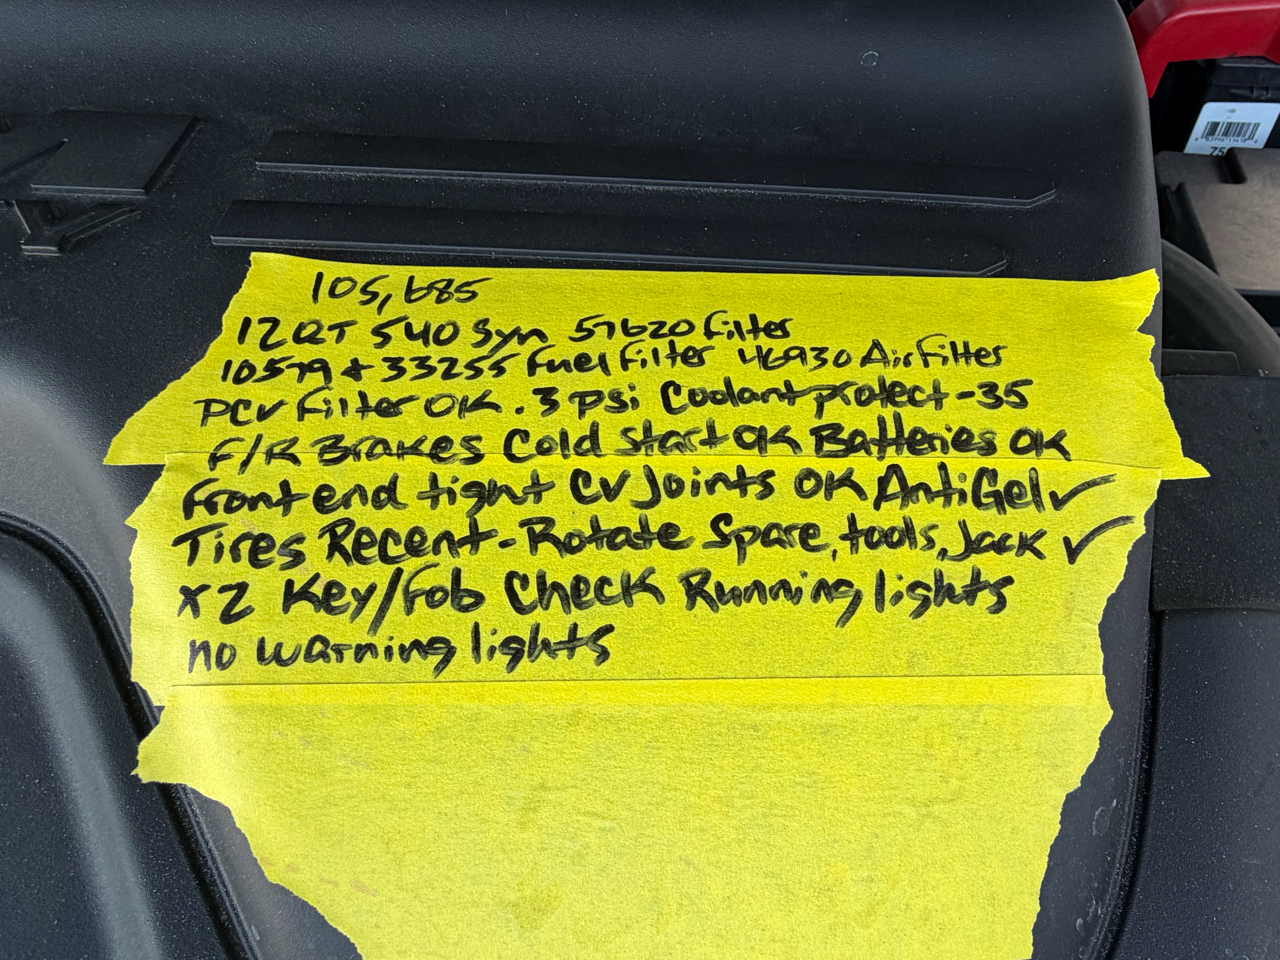 105,685
12QT 540 Syn 57620 filter
10579 + 33255 Fuel Filter 46930 Air Filter
PCV Filter OK .3 psi Coolant protect -35
F/R Brakes Cold Start OK Batteries OK
Front end tight CV Joints OK AntiGel ✓
Tires Recent - Rotate Spare, tools, Jack ✓
x2 Key/Fob Check Running lights
no warning lights
75